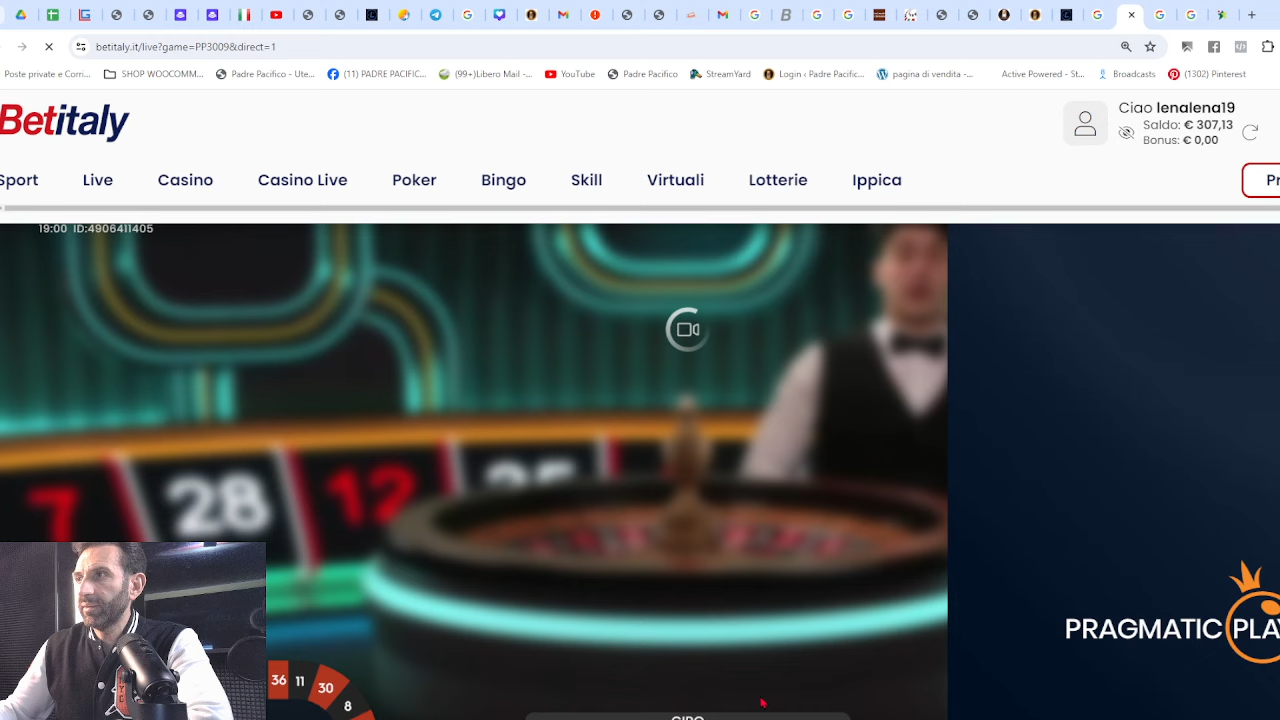 betitaly.it/live?game=PP3009&direct=1
Poste private e Corri...
SHOP WOOCOMM...
Padre Pacifico - Ute...
(11) PADRE PACIFIC...
(99+)Libero Mail -...
YouTube
Padre Pacifico
StreamYard
Login ‹ Padre Pacific...
pagina di vendita -...
Active Powered - St...
Broadcasts
(1302) Pinterest
Betitaly
Ciao lenalena19
Saldo: € 307,13
Bonus: € 0,00
Sport
Live
Casino
Casino Live
Poker
Bingo
Skill
Virtuali
Lotterie
Ippica
Pr
19:00 ID:4906411405
7
28
12
PRAGMATIC PLAY
36
11
30
8
GIRO